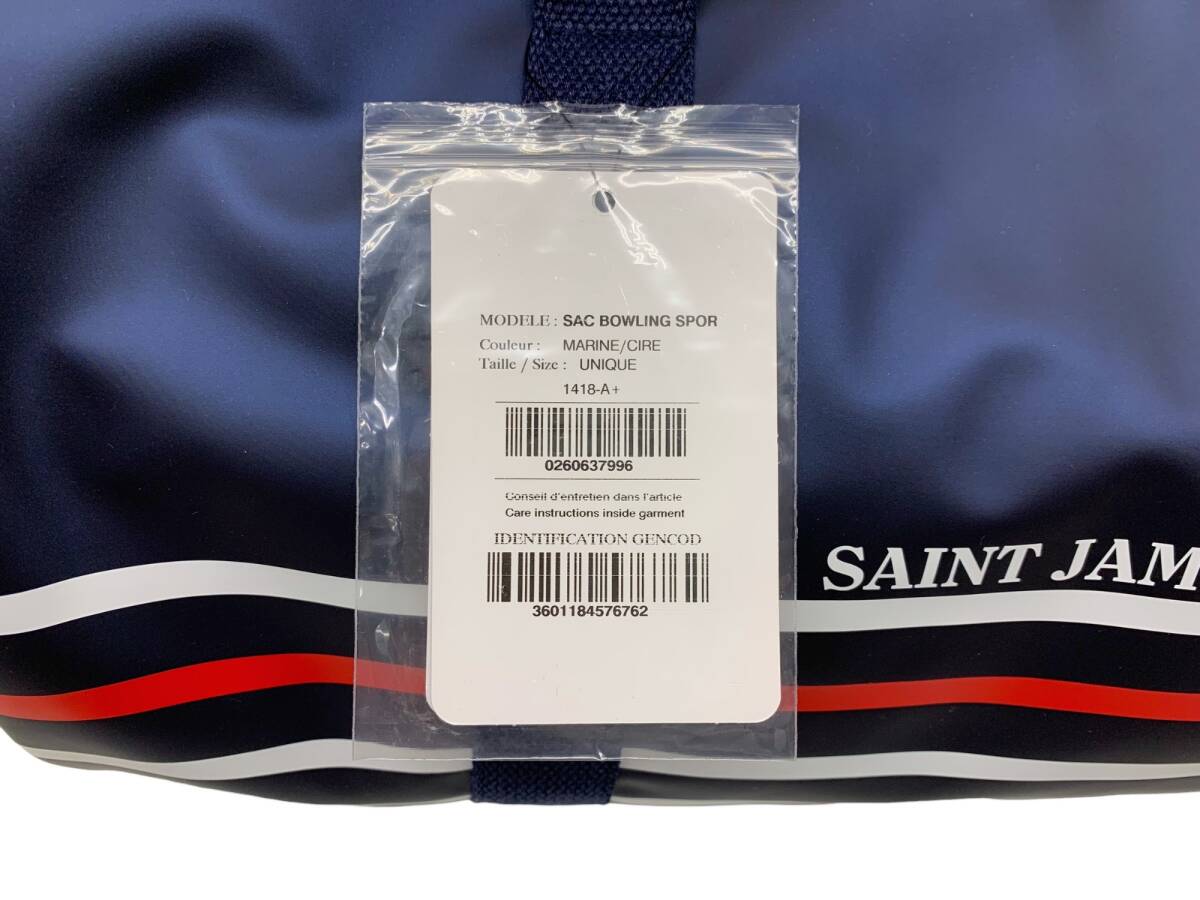 MODELE : SAC BOWLING SPOR
Couleur : MARINE/CIRE
Taille / Size : UNIQUE
1418-A+
0260637996
Conseil d'entretien dans l'article
Care instructions inside garment
IDENTIFICATION GENCOD
3601184576762
SAINT JAM